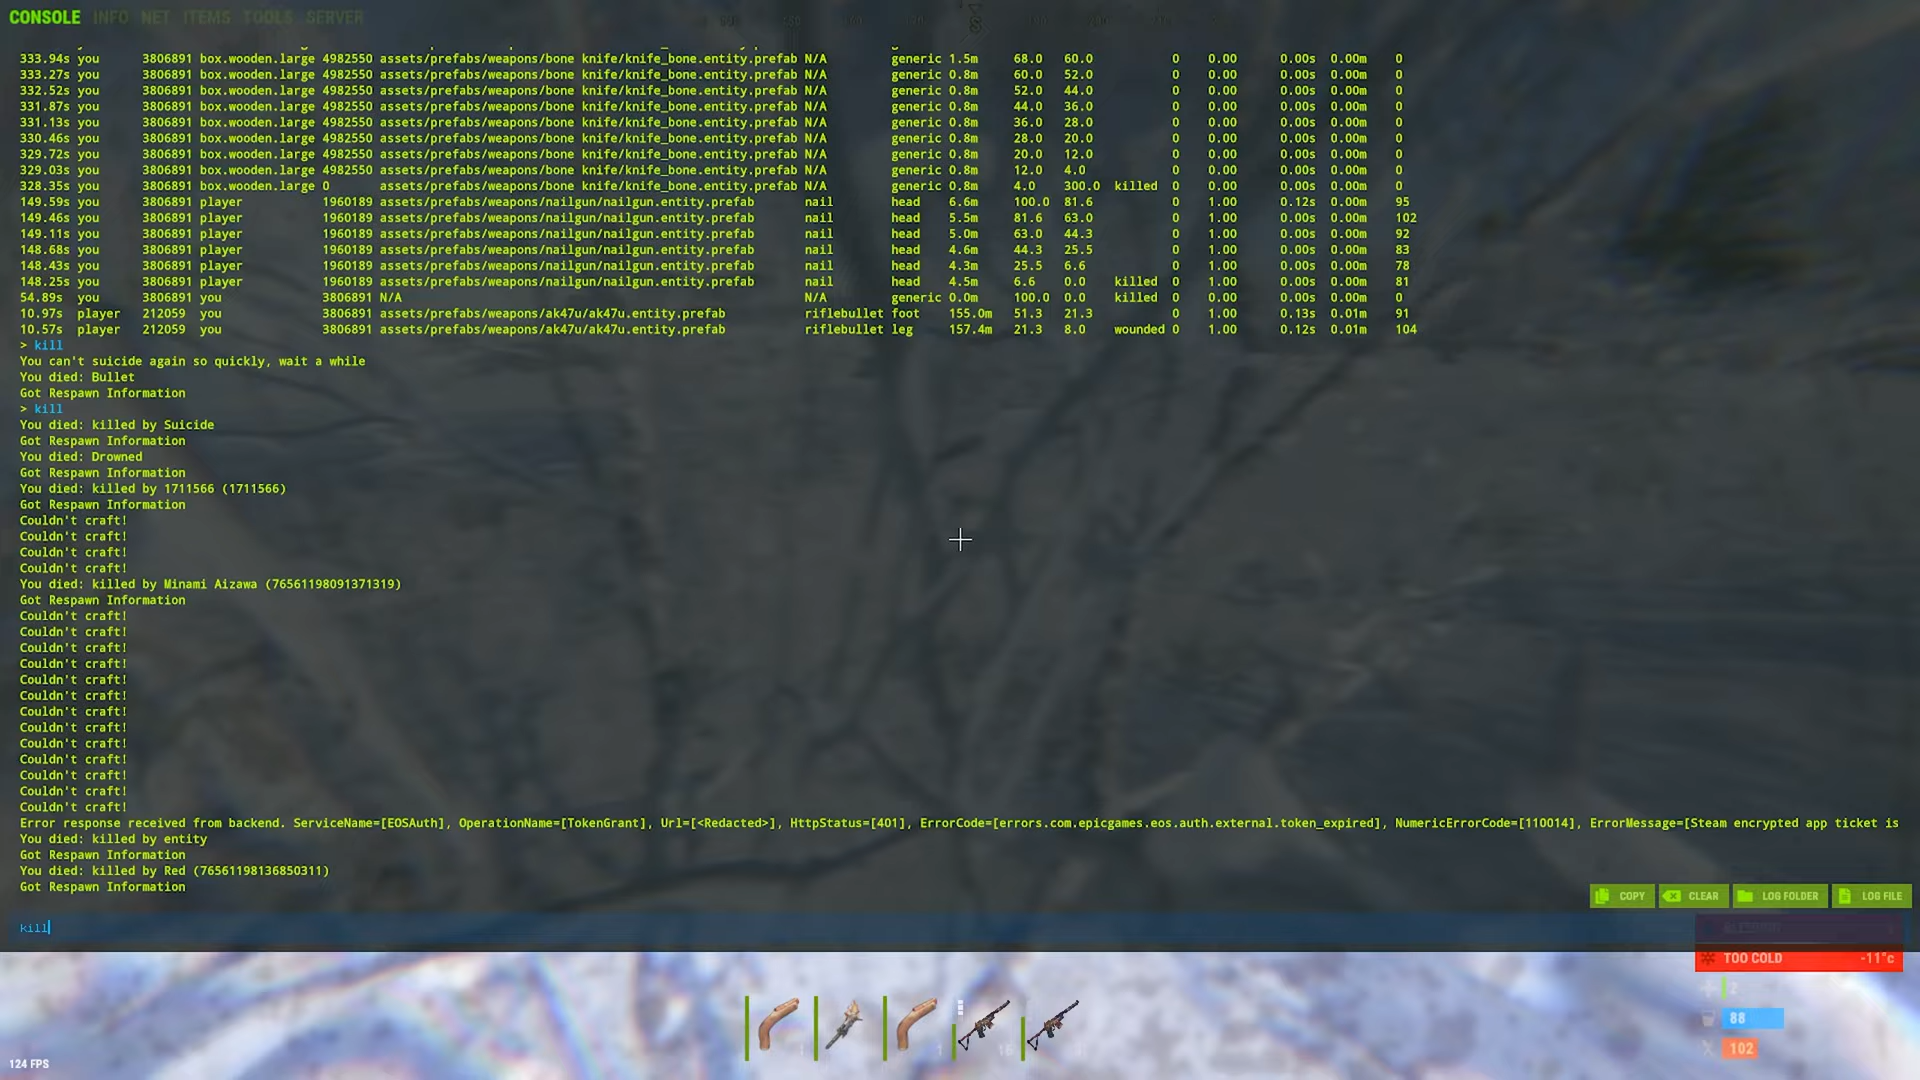 CONSOLE INFO NET ITEMS TOOLS SERVER
333.94s you 3806891 box.wooden.large 4982550 assets/prefabs/weapons/bone knife/knife_bone.entity.prefab N/A generic 1.5m 68.0 60.0 0 0.00 0.00s 0.00m 0
333.27s you 3806891 box.wooden.large 4982550 assets/prefabs/weapons/bone knife/knife_bone.entity.prefab N/A generic 0.8m 60.0 52.0 0 0.00 0.00s 0.00m 0
332.52s you 3806891 box.wooden.large 4982550 assets/prefabs/weapons/bone knife/knife_bone.entity.prefab N/A generic 0.8m 52.0 44.0 0 0.00 0.00s 0.00m 0
331.87s you 3806891 box.wooden.large 4982550 assets/prefabs/weapons/bone knife/knife_bone.entity.prefab N/A generic 0.8m 44.0 36.0 0 0.00 0.00s 0.00m 0
331.13s you 3806891 box.wooden.large 4982550 assets/prefabs/weapons/bone knife/knife_bone.entity.prefab N/A generic 0.8m 36.0 28.0 0 0.00 0.00s 0.00m 0
330.46s you 3806891 box.wooden.large 4982550 assets/prefabs/weapons/bone knife/knife_bone.entity.prefab N/A generic 0.8m 28.0 20.0 0 0.00 0.00s 0.00m 0
329.72s you 3806891 box.wooden.large 4982550 assets/prefabs/weapons/bone knife/knife_bone.entity.prefab N/A generic 0.8m 20.0 12.0 0 0.00 0.00s 0.00m 0
329.03s you 3806891 box.wooden.large 4982550 assets/prefabs/weapons/bone knife/knife_bone.entity.prefab N/A generic 0.8m 12.0 4.0 0 0.00 0.00s 0.00m 0
328.35s you 3806891 box.wooden.large 0 assets/prefabs/weapons/bone knife/knife_bone.entity.prefab N/A generic 0.8m 4.0 300.0 killed 0 0.00 0.00s 0.00m 0
149.59s you 3806891 player 1960189 assets/prefabs/weapons/nailgun/nailgun.entity.prefab nail head 6.6m 100.0 81.6 0 1.00 0.12s 0.00m 95
149.46s you 3806891 player 1960189 assets/prefabs/weapons/nailgun/nailgun.entity.prefab nail head 5.5m 81.6 63.0 0 1.00 0.00s 0.00m 102
149.11s you 3806891 player 1960189 assets/prefabs/weapons/nailgun/nailgun.entity.prefab nail head 5.0m 63.0 44.3 0 1.00 0.00s 0.00m 92
148.68s you 3806891 player 1960189 assets/prefabs/weapons/nailgun/nailgun.entity.prefab nail head 4.6m 44.3 25.5 0 1.00 0.00s 0.00m 83
148.43s you 3806891 player 1960189 assets/prefabs/weapons/nailgun/nailgun.entity.prefab nail head 4.3m 25.5 6.6 0 1.00 0.00s 0.00m 78
148.25s you 3806891 player 1960189 assets/prefabs/weapons/nailgun/nailgun.entity.prefab nail head 4.5m 6.6 0.0 killed 0 1.00 0.00s 0.00m 81
54.89s you 3806891 you 3806891 N/A N/A generic 0.0m 100.0 0.0 killed 0 0.00 0.00s 0.00m 0
10.97s player 212059 you 3806891 assets/prefabs/weapons/ak47u/ak47u.entity.prefab riflebullet foot 155.0m 51.3 21.3 0 1.00 0.13s 0.01m 91
10.57s player 212059 you 3806891 assets/prefabs/weapons/ak47u/ak47u.entity.prefab riflebullet leg 157.4m 21.3 8.0 wounded 0 1.00 0.12s 0.01m 104
> kill
You can't suicide again so quickly, wait a while
You died: Bullet
Got Respawn Information
> kill
You died: killed by Suicide
Got Respawn Information
You died: Drowned
Got Respawn Information
You died: killed by 1711566 (1711566)
Got Respawn Information
Couldn't craft!
Couldn't craft!
Couldn't craft!
Couldn't craft!
You died: killed by Minami Aizawa (76561198091371319)
Got Respawn Information
Couldn't craft!
Couldn't craft!
Couldn't craft!
Couldn't craft!
Couldn't craft!
Couldn't craft!
Couldn't craft!
Couldn't craft!
Couldn't craft!
Couldn't craft!
Couldn't craft!
Couldn't craft!
Couldn't craft!
Error response received from backend. ServiceName=[EOSAuth], OperationName=[TokenGrant], Url=[<Redacted>], HttpStatus=[401], ErrorCode=[errors.com.epicgames.eos.auth.external.token_expired], NumericErrorCode=[110014], ErrorMessage=[Steam encrypted app ticket is
You died: killed by entity
Got Respawn Information
You died: killed by Red (76561198136850311)
Got Respawn Information
COPY CLEAR LOG FOLDER LOG FILE
kill
TOO COLD -11°c
2
88
102
124 FPS